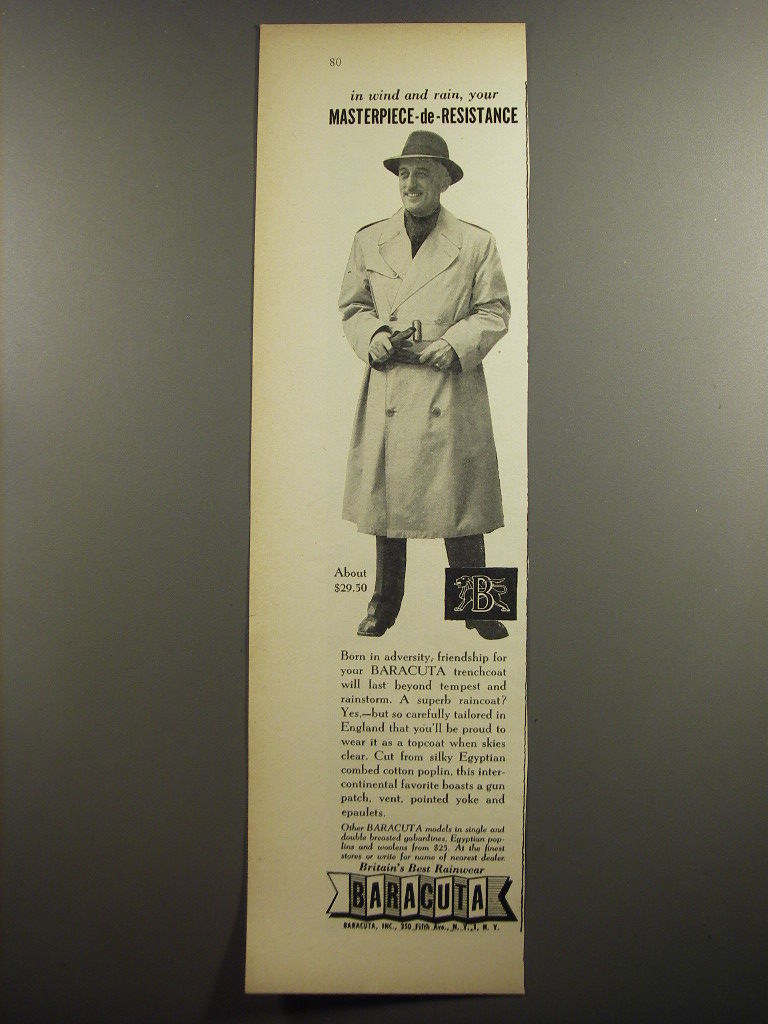 80
in wind and rain, your
MASTERPIECE-de-RESISTANCE
About
$29.50
B
Born in adversity, friendship for
your BARACUTA trenchcoat
will last beyond tempest and
rainstorm. A superb raincoat?
Yes,—but so carefully tailored in
England that you'll be proud to
wear it as a topcoat when skies
clear. Cut from silky Egyptian
combed cotton poplin, this inter-
continental favorite boasts a gun
patch, vent, pointed yoke and
epaulets.
Other BARACUTA models in single and
double breasted gabardines, Egyptian pop-
lins and woolens from $25. At the finest
stores or write for name of nearest dealer.
Britain's Best Rainwear
BARACUTA
BARACUTA, INC., 350 Fifth Ave., N. Y. 1, N. Y.